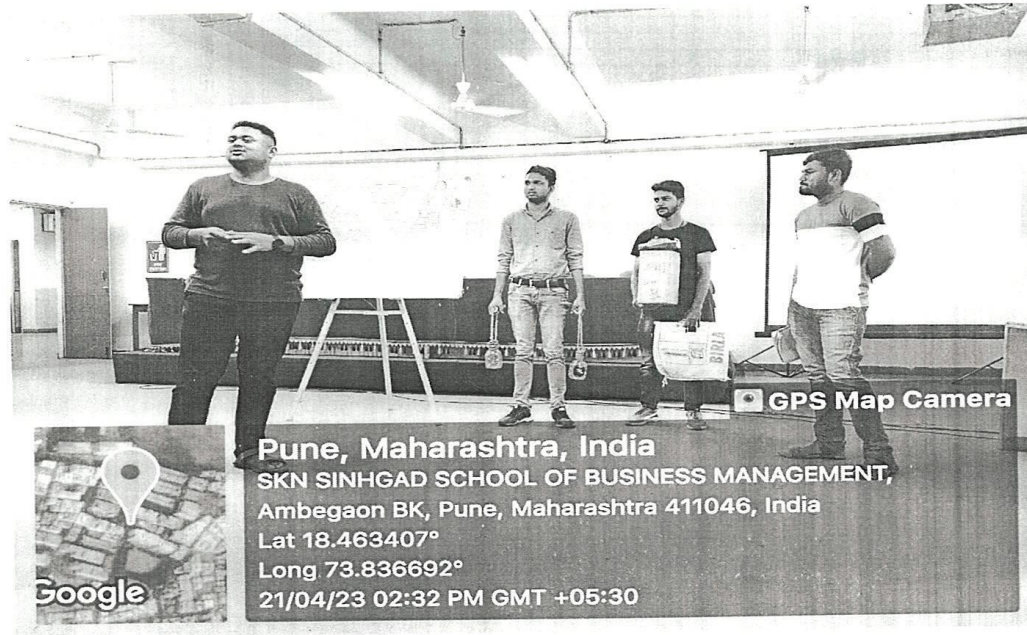 BIRLA
GPS Map Camera
Pune, Maharashtra, India
SKN SINHGAD SCHOOL OF BUSINESS MANAGEMENT,
Ambegaon BK, Pune, Maharashtra 411046, India
Lat 18.463407°
Long 73.836692°
21/04/23 02:32 PM GMT +05:30
Google